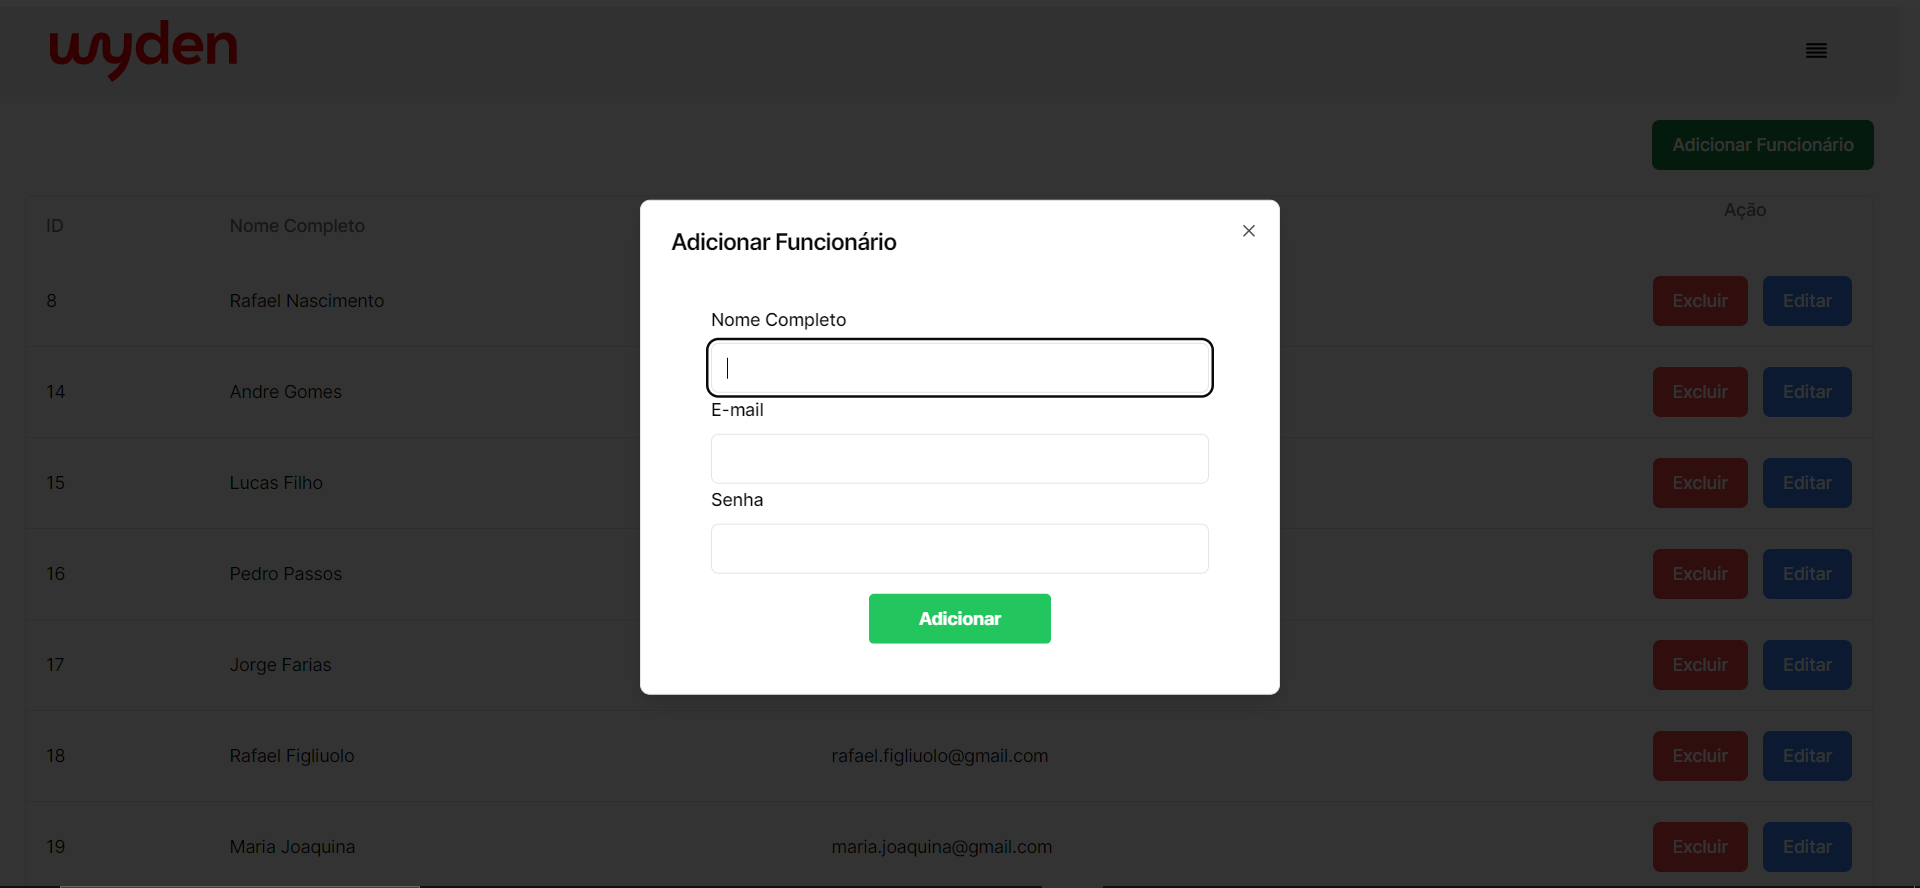 wyden
Adicionar Funcionário
ID Nome Completo Ação
8 Rafael Nascimento Excluir Editar
14 Andre Gomes Excluir Editar
15 Lucas Filho Excluir Editar
16 Pedro Passos Excluir Editar
17 Jorge Farias Excluir Editar
18 Rafael Figliuolo rafael.figliuolo@gmail.com Excluir Editar
19 Maria Joaquina maria.joaquina@gmail.com Excluir Editar
Adicionar Funcionário
Nome Completo
E-mail
Senha
Adicionar